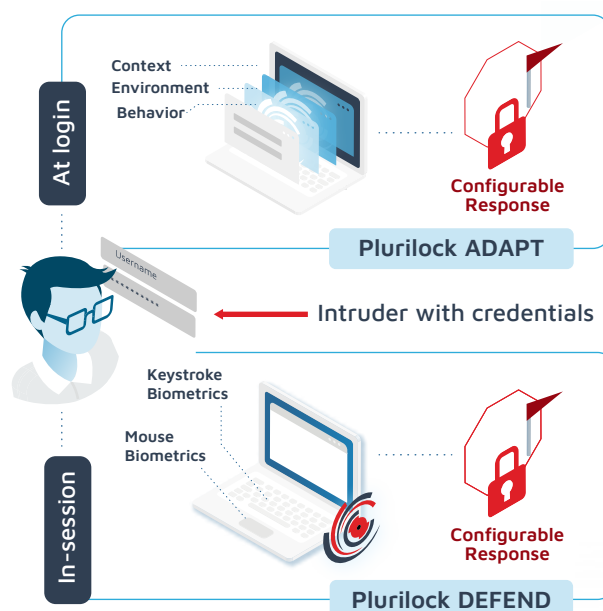 Context
Environment
Behavior
At login
Configurable
Response
Plurilock ADAPT
Username
Intruder with credentials
Keystroke
Biometrics
Mouse
Biometrics
In-session
Configurable
Response
Plurilock DEFEND